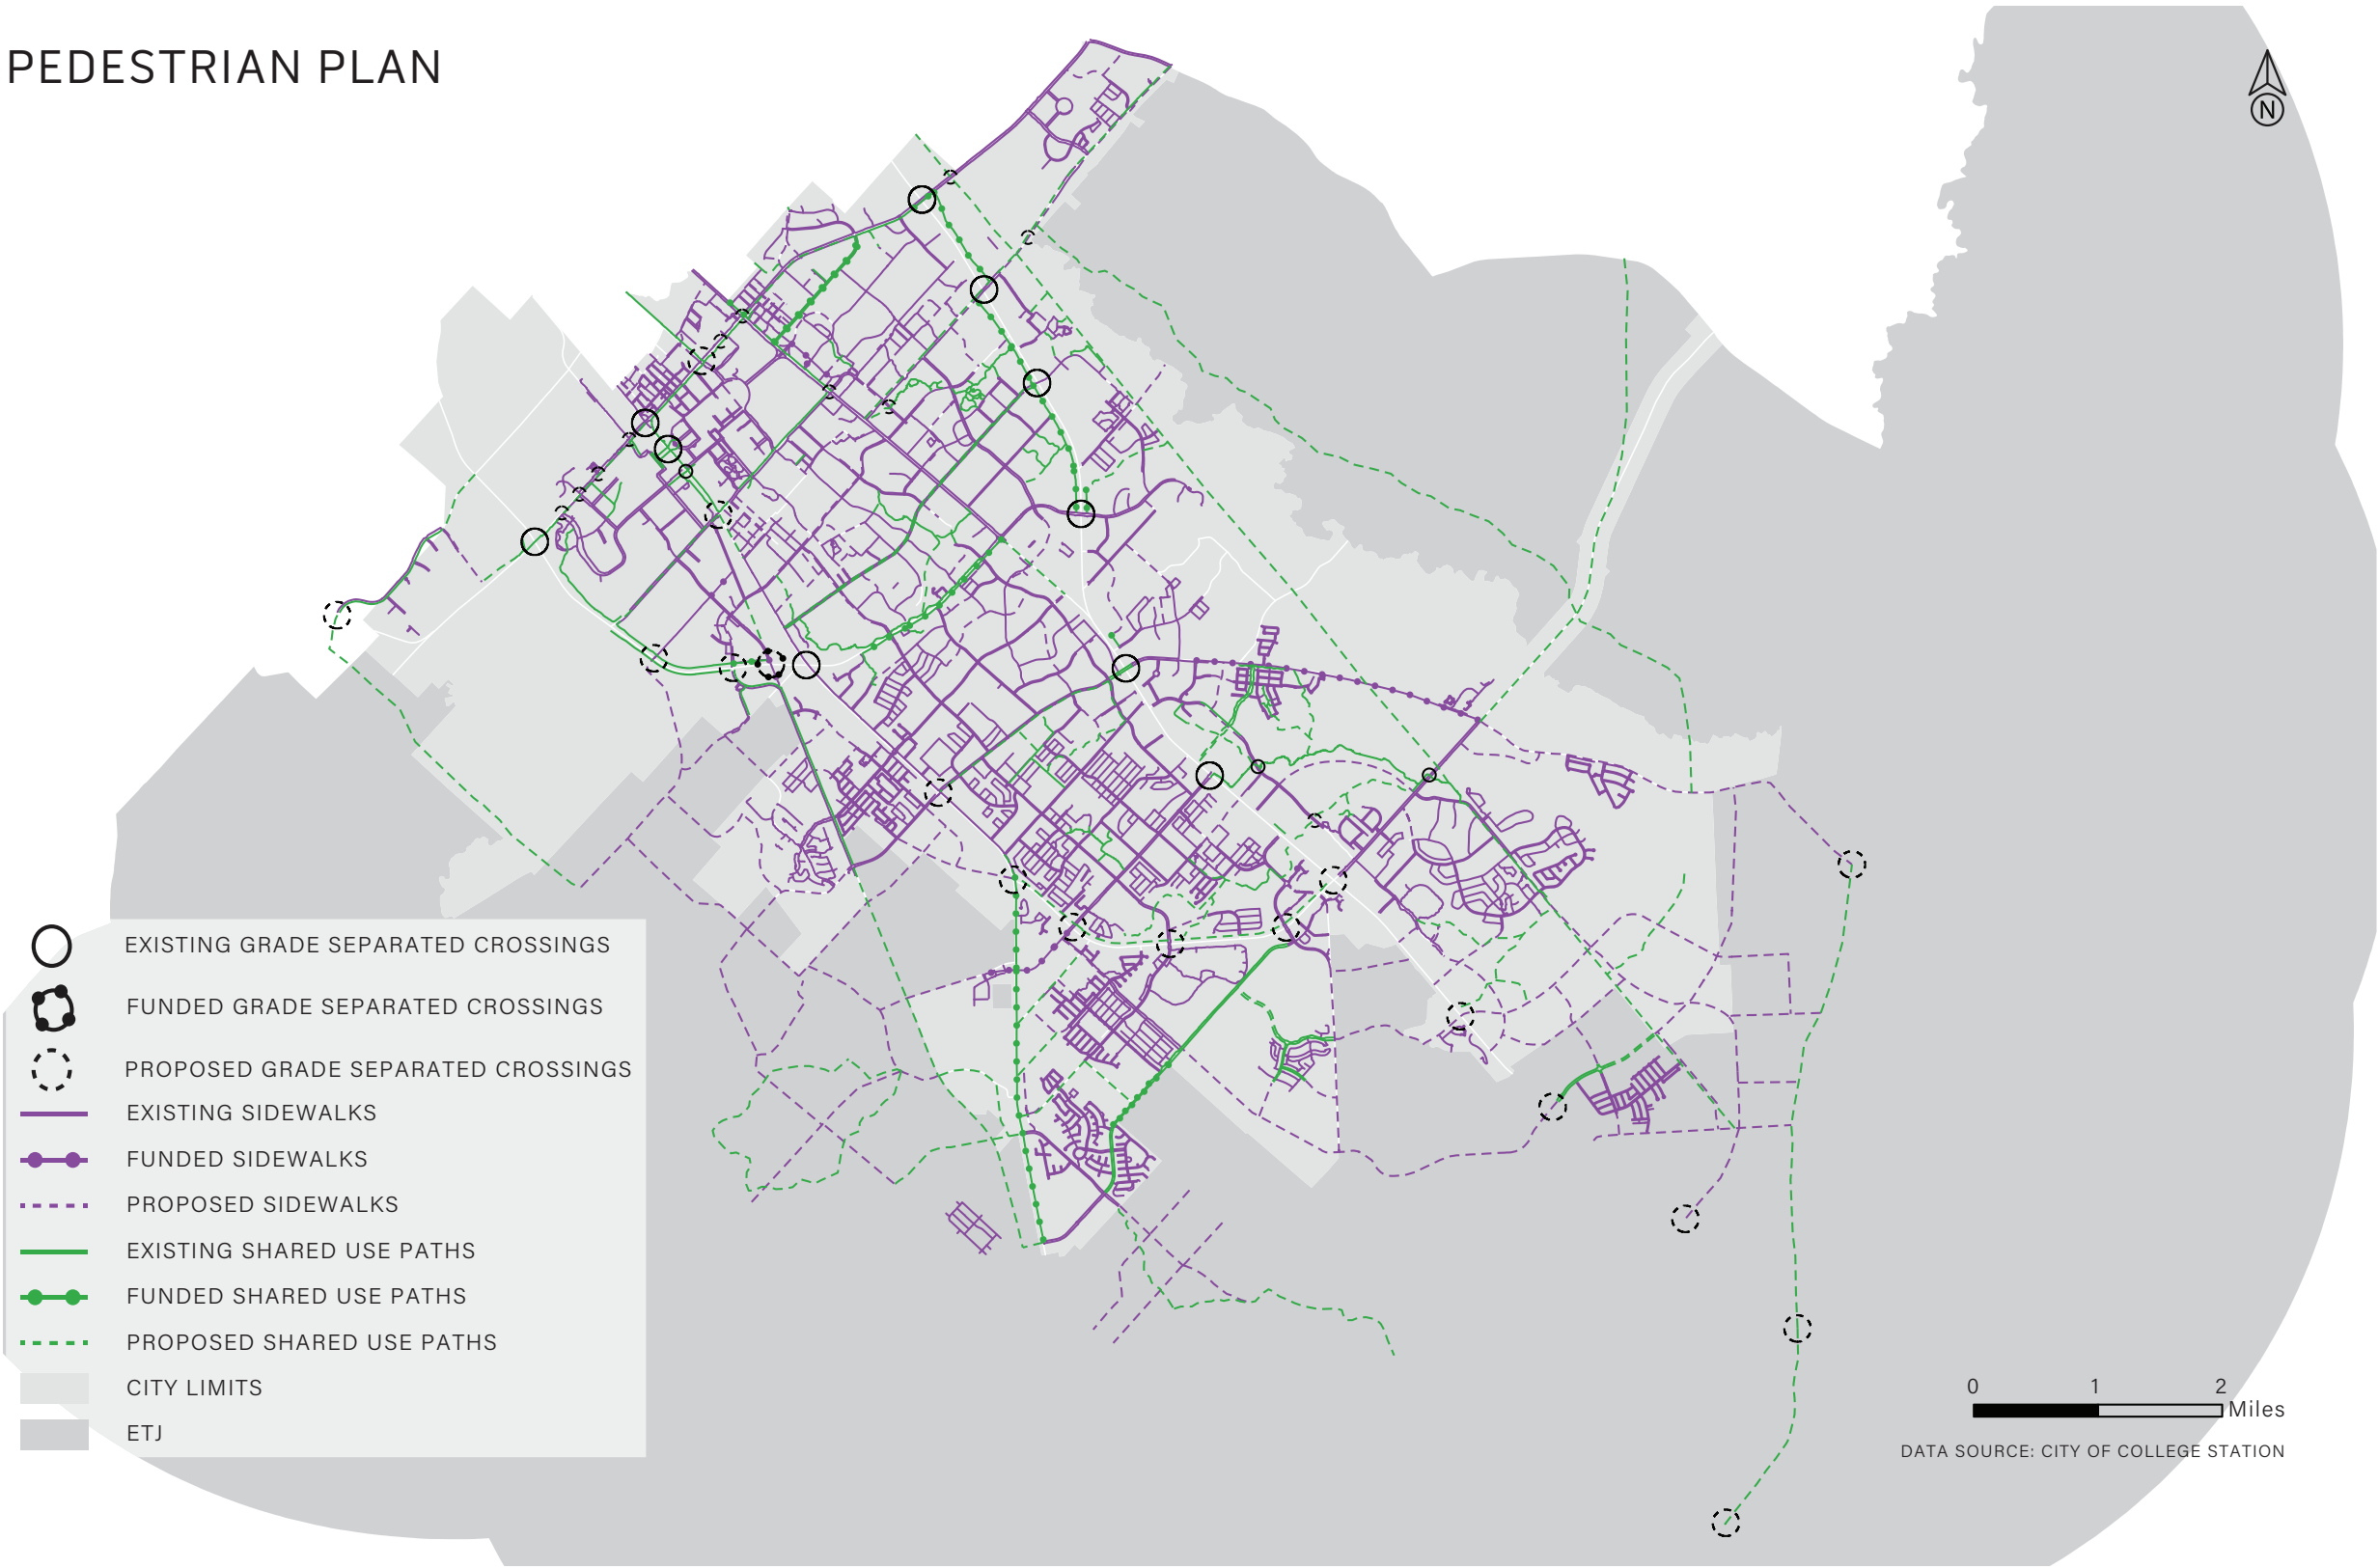 PEDESTRIAN PLAN
N
EXISTING GRADE SEPARATED CROSSINGS
FUNDED GRADE SEPARATED CROSSINGS
PROPOSED GRADE SEPARATED CROSSINGS
EXISTING SIDEWALKS
FUNDED SIDEWALKS
PROPOSED SIDEWALKS
EXISTING SHARED USE PATHS
FUNDED SHARED USE PATHS
PROPOSED SHARED USE PATHS
CITY LIMITS
ETJ
0 1 2
Miles
DATA SOURCE: CITY OF COLLEGE STATION